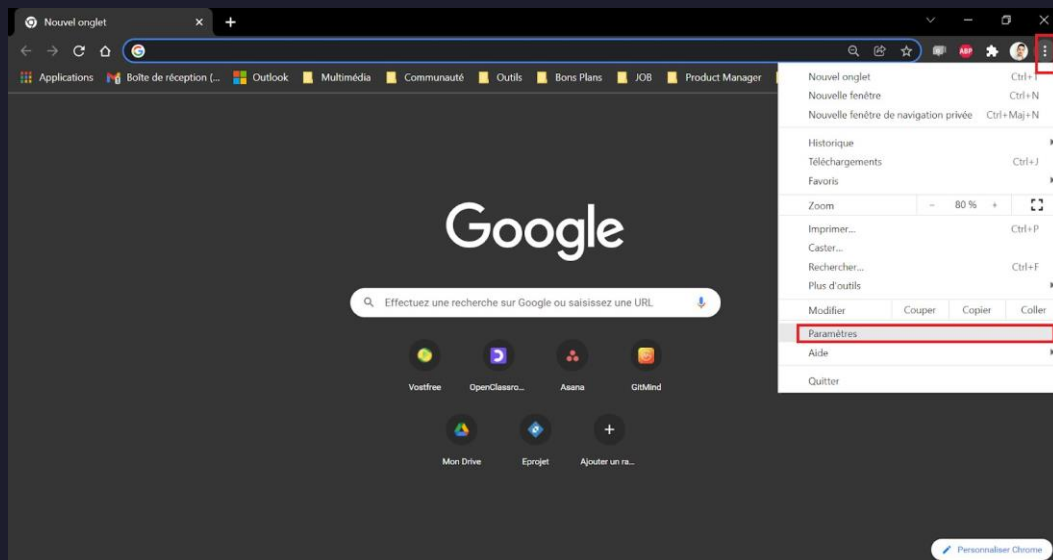 Nouvel onglet
Applications Boîte de réception (... Outlook Multimédia Communauté Outils Bons Plans JOB Product Manager
ABP
Nouvel onglet Ctrl+T
Nouvelle fenêtre Ctrl+N
Nouvelle fenêtre de navigation privée Ctrl+Maj+N
Historique
Téléchargements Ctrl+J
Favoris
Zoom - 80 % +
Imprimer... Ctrl+P
Caster...
Rechercher... Ctrl+F
Plus d'outils
Modifier Couper Copier Coller
Paramètres
Aide
Quitter
Google
Effectuez une recherche sur Google ou saisissez une URL
Vostfree OpenClassro... Asana GitMind
Mon Drive Eprojet Ajouter un ra...
Personnaliser Chrome